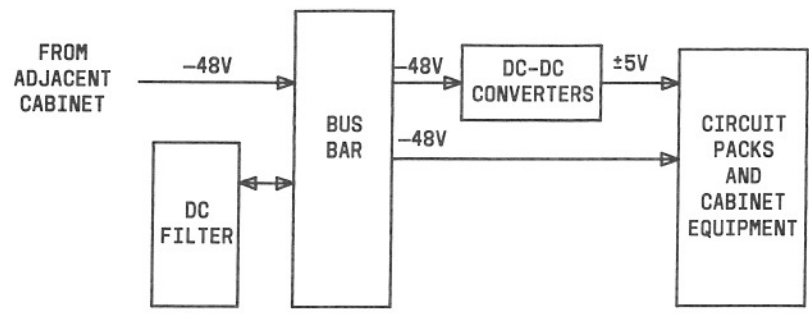 FROM
ADJACENT
CABINET
–48V
DC
FILTER
BUS
BAR
–48V
–48V
DC–DC
CONVERTERS
±5V
CIRCUIT
PACKS
AND
CABINET
EQUIPMENT